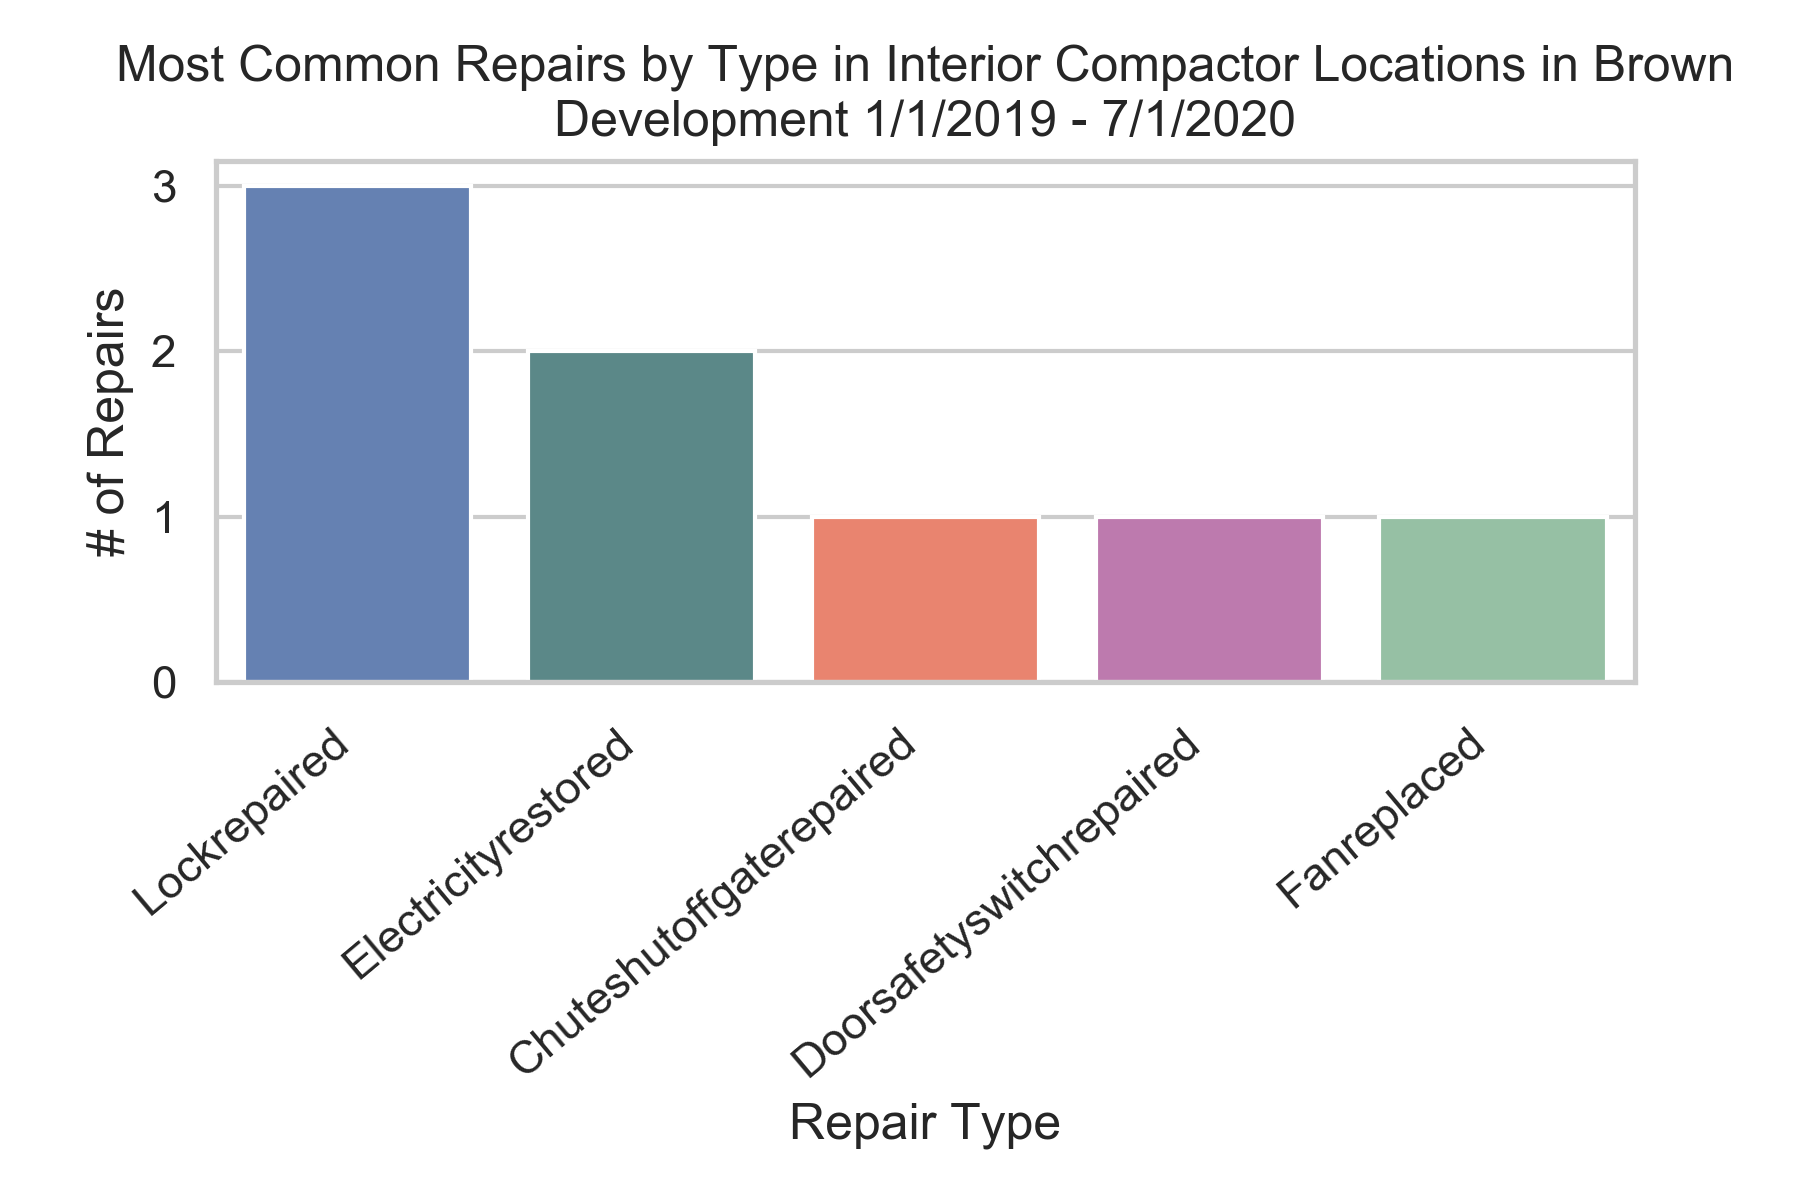 Most Common Repairs by Type in Interior Compactor Locations in Brown
Development 1/1/2019 - 7/1/2020
# of Repairs
3
2
1
0
Lockrepaired
Electricityrestored
Chuteshutoffgaterepaired
Doorsafetyswitchrepaired
Fanreplaced
Repair Type